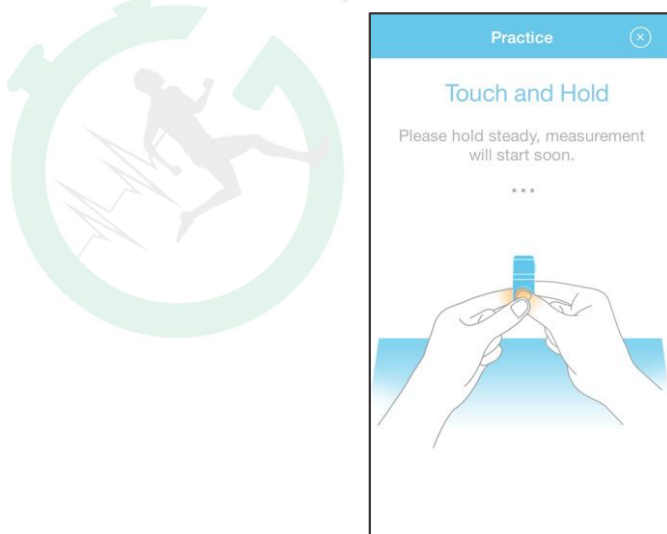 Practice
Touch and Hold
Please hold steady, measurement
will start soon.